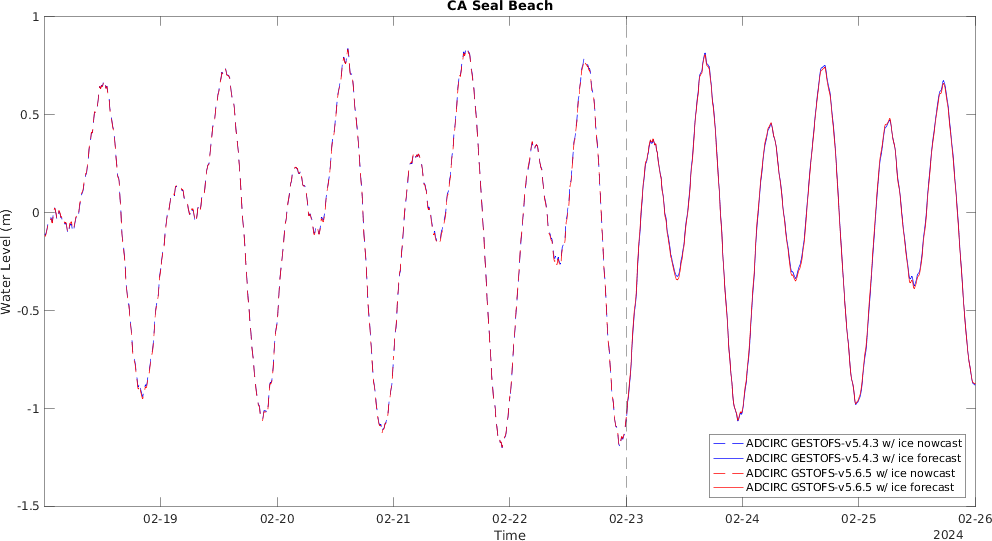 CA Seal Beach
1
0.5
0
-0.5
-1
-1.5
Water Level (m)
02-19 02-20 02-21 02-22 02-23 02-24 02-25 02-26
Time
2024
ADCIRC GESTOFS-v5.4.3 w/ ice nowcast
ADCIRC GESTOFS-v5.4.3 w/ ice forecast
ADCIRC GSTOFS-v5.6.5 w/ ice nowcast
ADCIRC GSTOFS-v5.6.5 w/ ice forecast